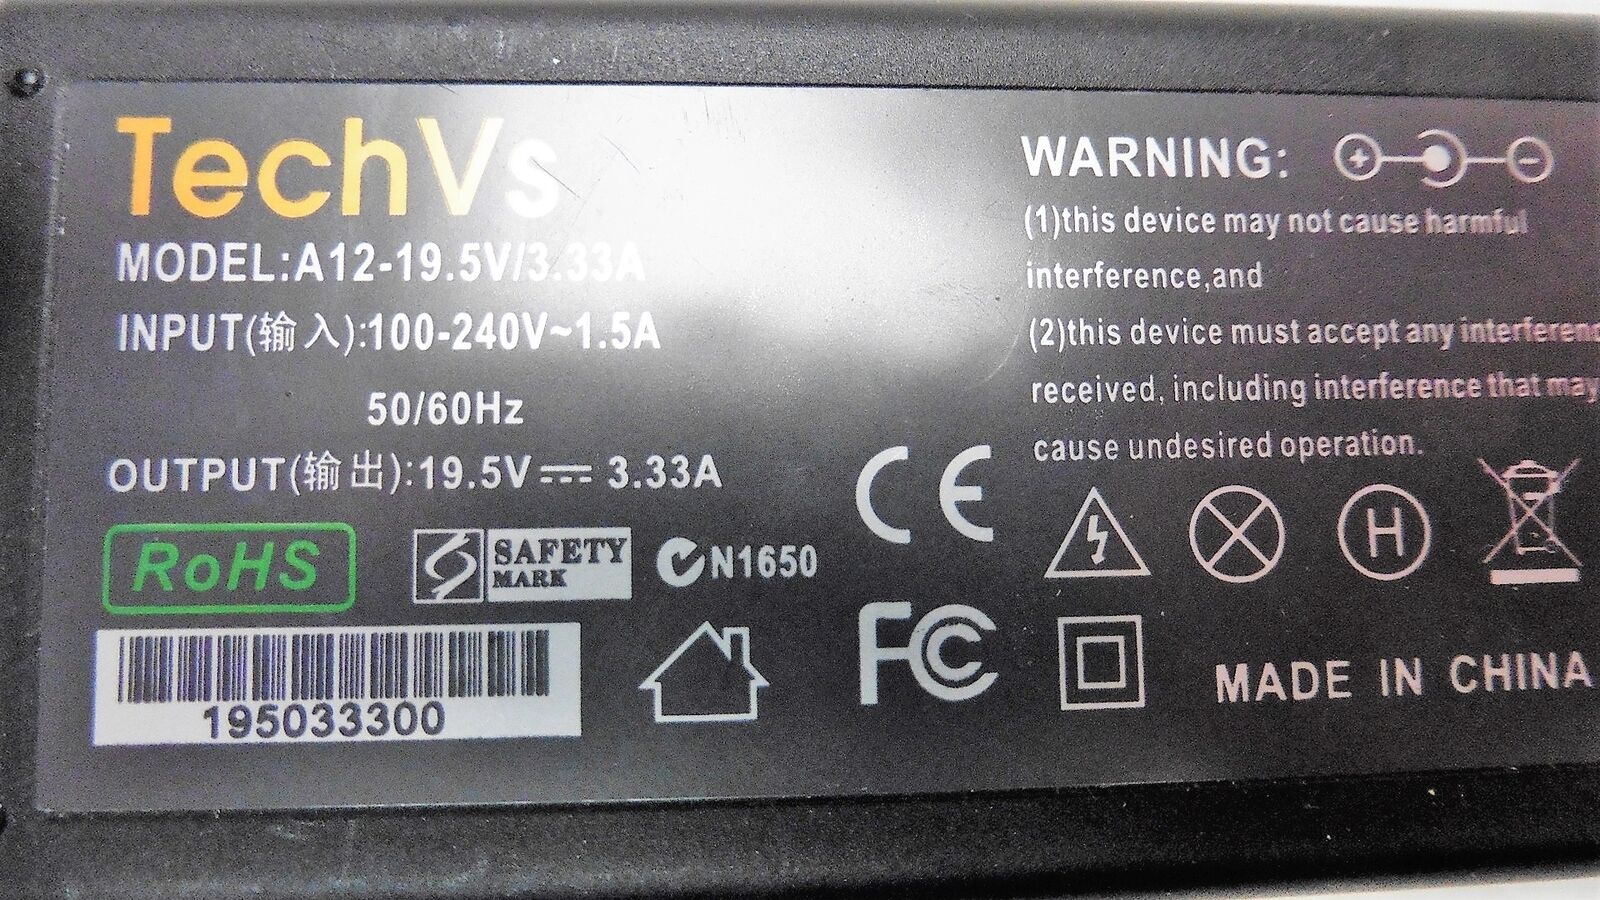 TechVs
MODEL:A12-19.5V/3.33A
INPUT(输入):100-240V~1.5A
50/60Hz
OUTPUT(输出):19.5V⎓3.33A
RoHS
SAFETY
MARK
N1650
195033300
CE
FC
WARNING:
(1)this device may not cause harmful
interference,and
(2)this device must accept any
received, including interference that may
cause undesired operation.
H
MADE IN CHINA